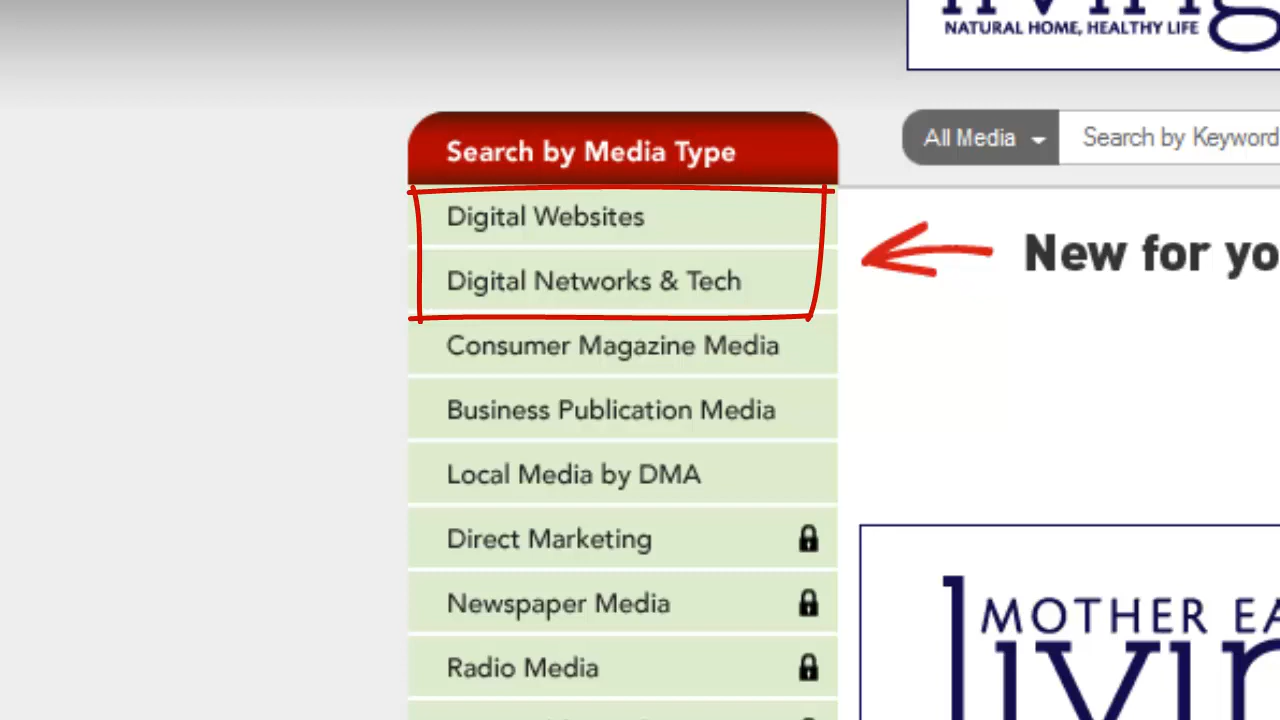 NATURAL HOME, HEALTHY LIFE
Search by Media Type
All Media
Search by Keyword
Digital Websites
Digital Networks & Tech
New for yo
Consumer Magazine Media
Business Publication Media
Local Media by DMA
Direct Marketing
Newspaper Media
MOTHER EA
Radio Media